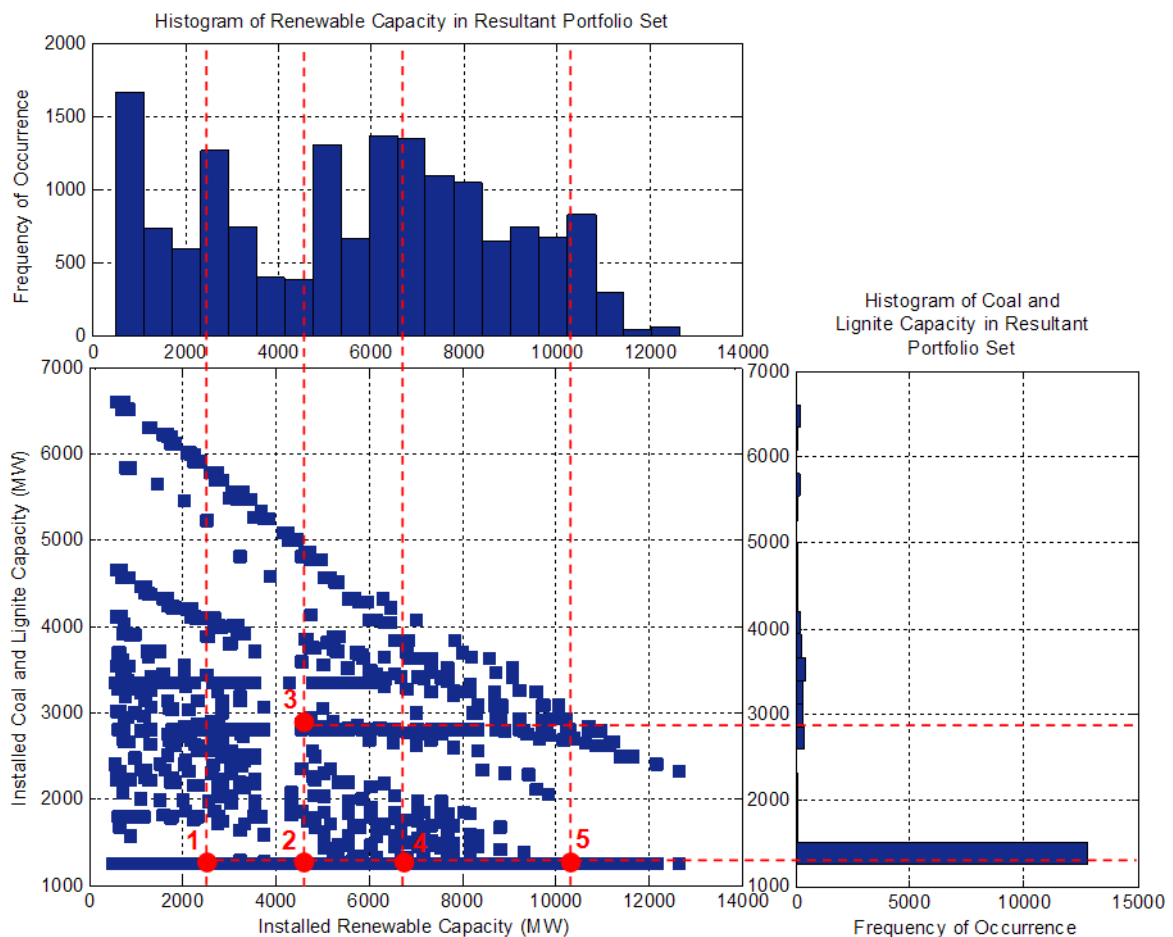 Histogram of Renewable Capacity in Resultant Portfolio Set
Frequency of Occurrence
2000
1500
1000
500
0
0 2000 4000 6000 8000 10000 12000 14000
Histogram of Coal and
Lignite Capacity in Resultant
Portfolio Set
Installed Coal and Lignite Capacity (MW)
7000
6000
5000
4000
3000
2000
1000
3
1 2 4 5
0 2000 4000 6000 8000 10000 12000 14000
Installed Renewable Capacity (MW)
7000
6000
5000
4000
3000
2000
1000
0 5000 10000 15000
Frequency of Occurrence